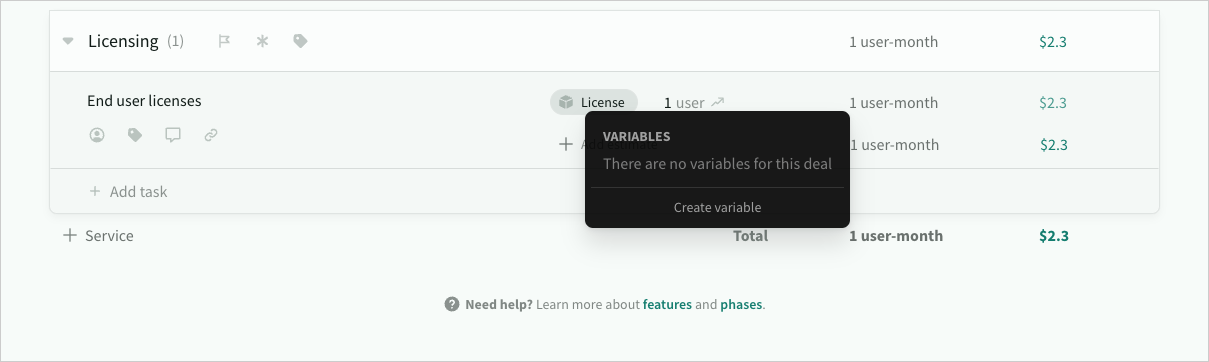 Licensing (1) 1 user-month $2.3
End user licenses License 1 user 1 user-month $2.3
Add estimate 1 user-month $2.3
VARIABLES
There are no variables for this deal
Create variable
+ Add task
+ Service Total 1 user-month $2.3
Need help? Learn more about features and phases.